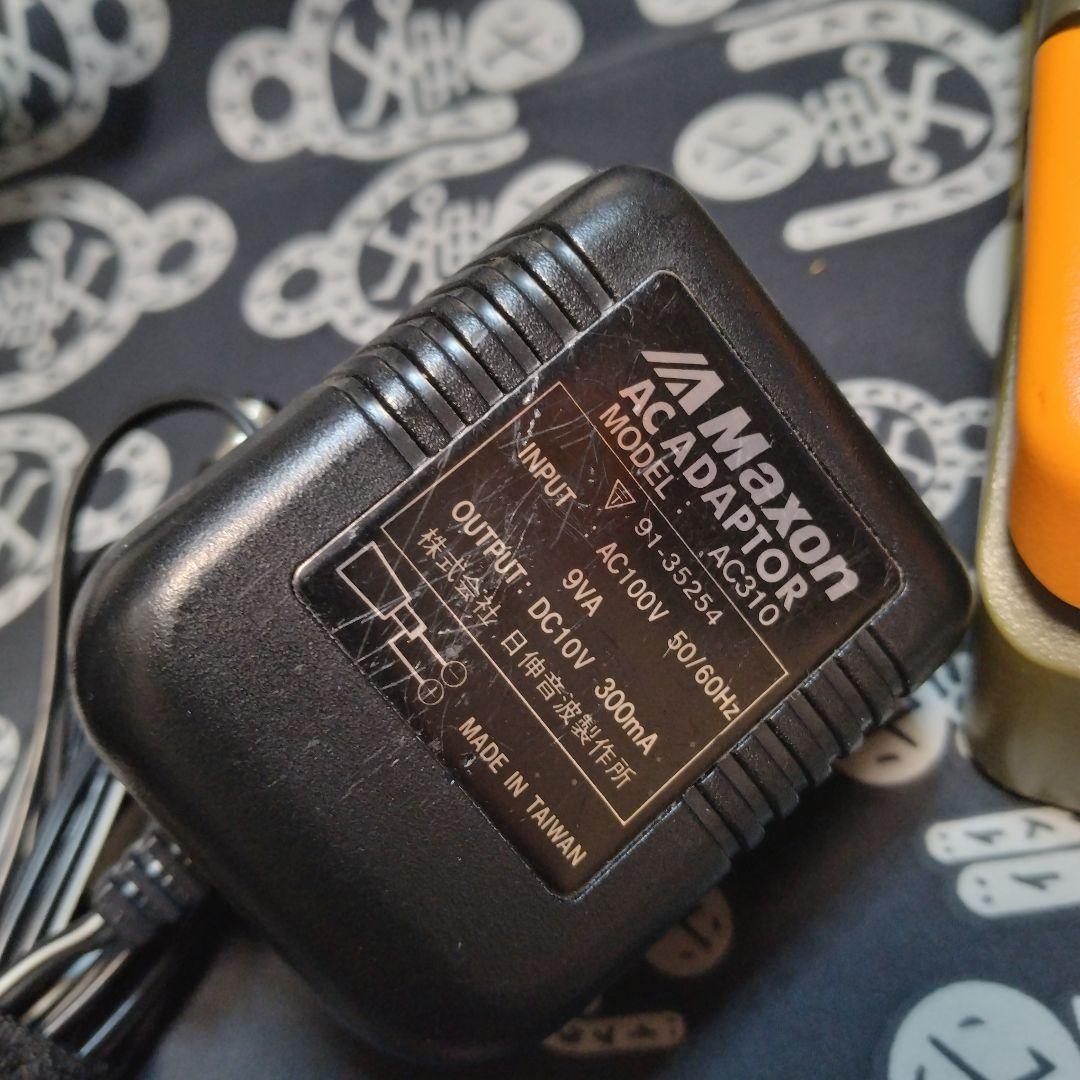 Maxon
AC ADAPTOR
MODEL: AC310
91-35254
INPUT : AC100V 50/60Hz
9VA
OUTPUT: DC10V 300mA
株式会社 日伸音波製作所
MADE IN TAIWAN